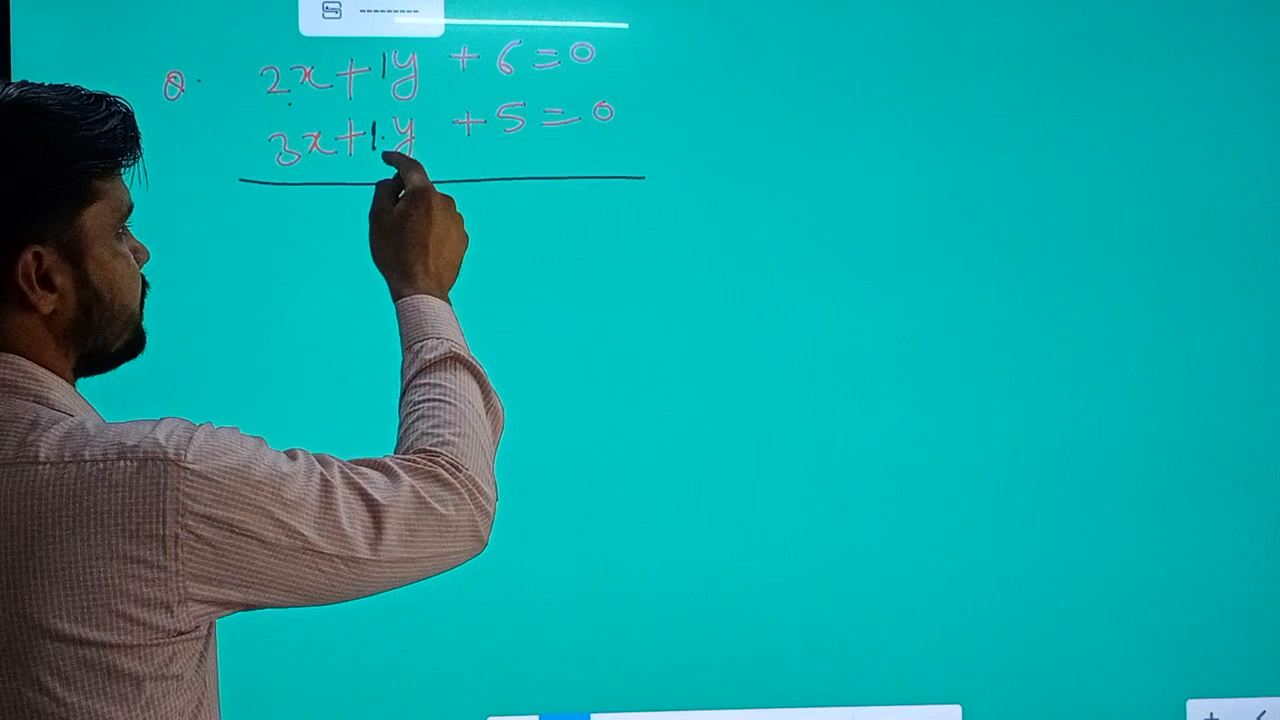 Q. 2x+1y + 6=0
3x+1.y + 5=0